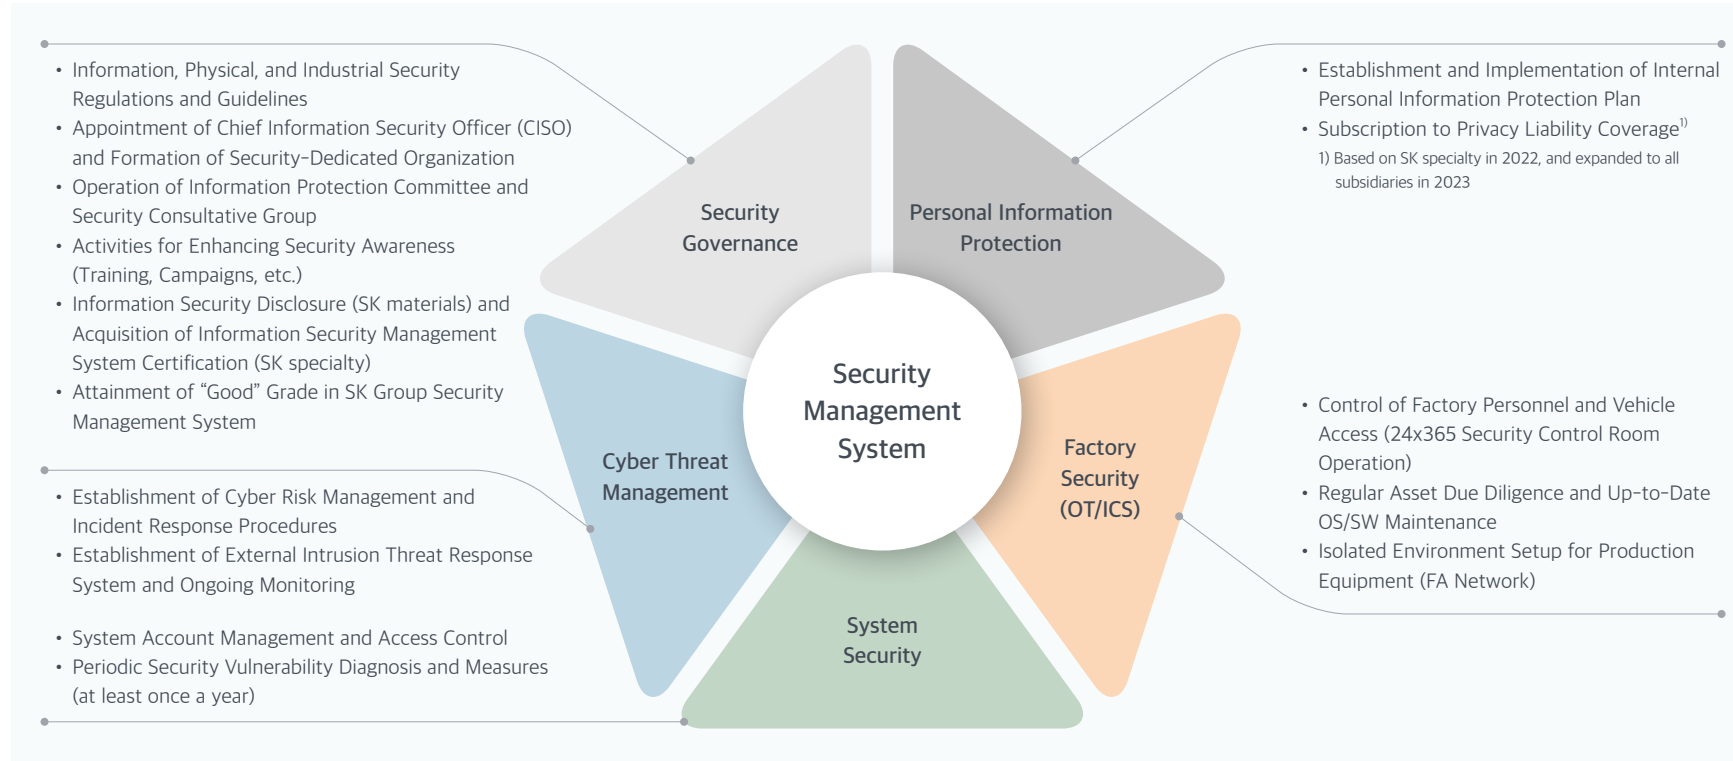 • Information, Physical, and Industrial Security
Regulations and Guidelines
• Appointment of Chief Information Security Officer (CISO)
and Formation of Security-Dedicated Organization
• Operation of Information Protection Committee and
Security Consultative Group
• Activities for Enhancing Security Awareness
(Training, Campaigns, etc.)
• Information Security Disclosure (SK materials) and
Acquisition of Information Security Management
System Certification (SK specialty)
• Attainment of “Good” Grade in SK Group Security
Management System
• Establishment of Cyber Risk Management and
Incident Response Procedures
• Establishment of External Intrusion Threat Response
System and Ongoing Monitoring
• System Account Management and Access Control
• Periodic Security Vulnerability Diagnosis and Measures
(at least once a year)
Security
Governance
Personal Information
Protection
Security
Management
System
Cyber Threat
Management
Factory
Security
(OT/ICS)
System
Security
• Establishment and Implementation of Internal
Personal Information Protection Plan
• Subscription to Privacy Liability Coverage1)
1) Based on SK specialty in 2022, and expanded to all
subsidiaries in 2023
• Control of Factory Personnel and Vehicle
Access (24x365 Security Control Room
Operation)
• Regular Asset Due Diligence and Up-to-Date
OS/SW Maintenance
• Isolated Environment Setup for Production
Equipment (FA Network)